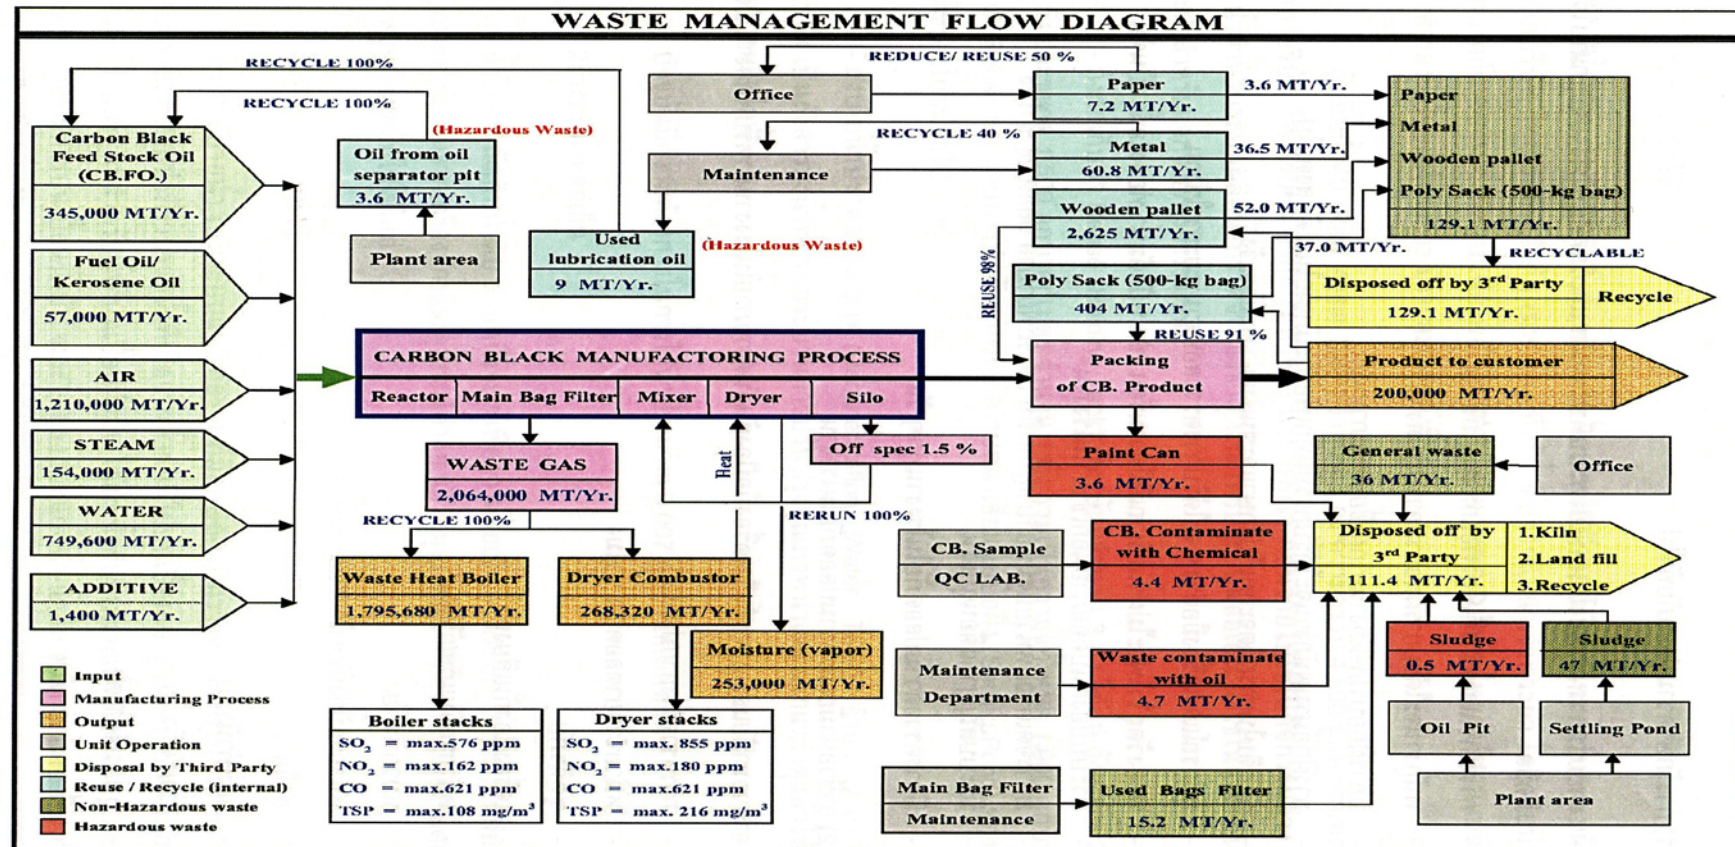 WASTE MANAGEMENT FLOW DIAGRAM
RECYCLE 100%
RECYCLE 100%
(Hazardous Waste)
Carbon Black
Feed Stock Oil
(CB.FO.)
345,000 MT/Yr.
Fuel Oil/
Kerosene Oil
57,000 MT/Yr.
AIR
1,210,000 MT/Yr.
STEAM
154,000 MT/Yr.
WATER
749,600 MT/Yr.
ADDITIVE
1,400 MT/Yr.
Oil from oil
separator pit
3.6 MT/Yr.
Plant area
Used
lubrication oil
9 MT/Yr.
(Hazardous Waste)
REDUCE/ REUSE 50 %
Office
Paper
7.2 MT/Yr.
3.6 MT/Yr.
RECYCLE 40 %
Maintenance
Metal
60.8 MT/Yr.
36.5 MT/Yr.
Wooden pallet
2,625 MT/Yr.
52.0 MT/Yr.
37.0 MT/Yr.
REUSE 98%
Poly Sack (500-kg bag)
404 MT/Yr.
REUSE 91 %
Paper
Metal
Wooden pallet
Poly Sack (500-kg bag)
129.1 MT/Yr.
RECYCLABLE
Disposed off by 3rd Party
129.1 MT/Yr.
Recycle
CARBON BLACK MANUFACTORING PROCESS
Reactor
Main Bag Filter
Mixer
Dryer
Silo
Packing
of CB. Product
Product to customer
200,000 MT/Yr.
WASTE GAS
2,064,000 MT/Yr.
Heat
Off spec 1.5 %
RECYCLE 100%
RERUN 100%
Waste Heat Boiler
1,795,680 MT/Yr.
Dryer Combustor
268,320 MT/Yr.
Moisture (vapor)
253,000 MT/Yr.
Boiler stacks
SO2 = max.576 ppm
NO2 = max.162 ppm
CO = max.621 ppm
TSP = max.108 mg/m³
Dryer stacks
SO2 = max. 855 ppm
NO2 = max.180 ppm
CO = max.621 ppm
TSP = max. 216 mg/m³
Paint Can
3.6 MT/Yr.
General waste
36 MT/Yr.
Office
CB. Sample
QC LAB.
CB. Contaminate
with Chemical
4.4 MT/Yr.
Disposed off by
3rd Party
111.4 MT/Yr.
1.Kiln
2.Land fill
3.Recycle
Maintenance
Department
Waste contaminate
with oil
4.7 MT/Yr.
Sludge
0.5 MT/Yr.
Sludge
47 MT/Yr.
Oil Pit
Settling Pond
Plant area
Main Bag Filter
Maintenance
Used Bags Filter
15.2 MT/Yr.
Input
Manufacturing Process
Output
Unit Operation
Disposal by Third Party
Reuse / Recycle (internal)
Non-Hazardous waste
Hazardous waste